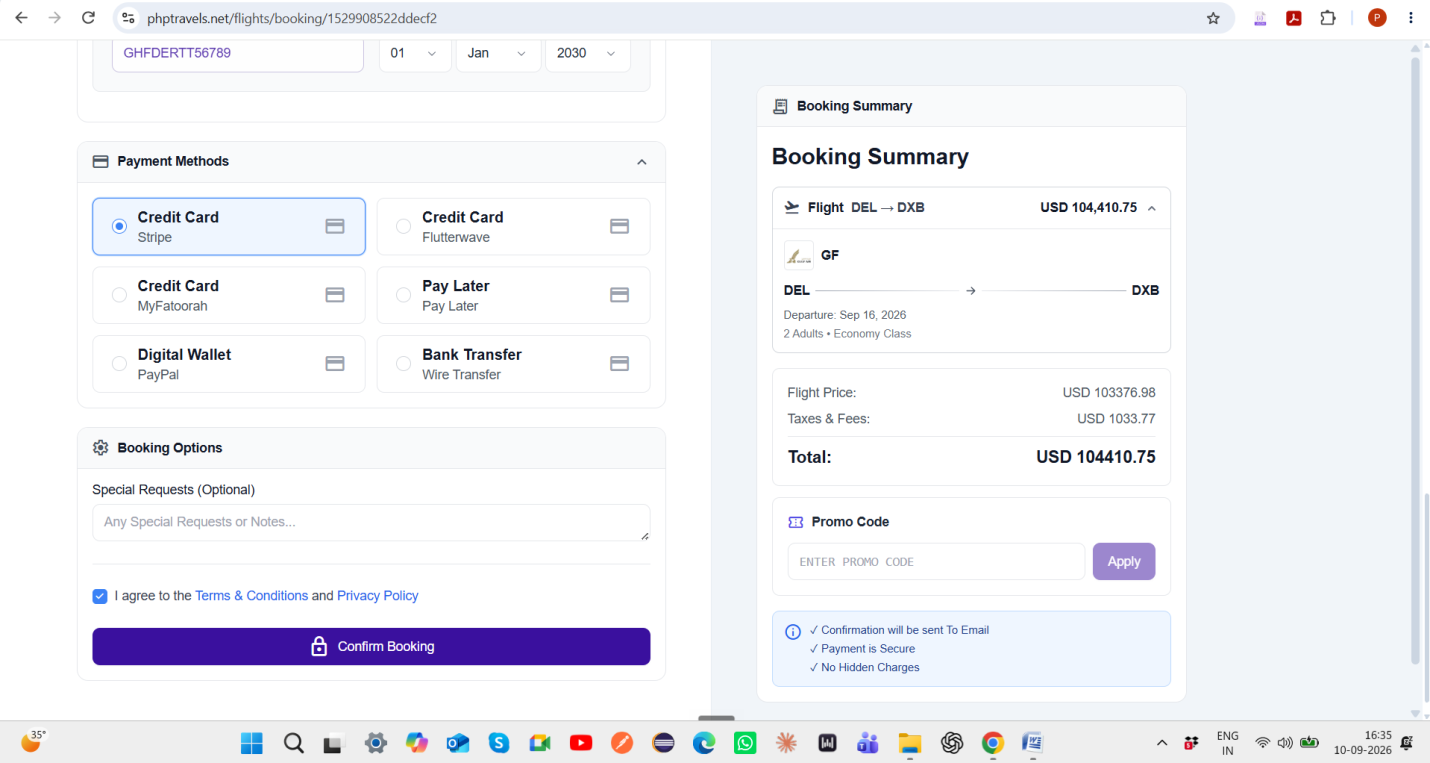 phptravels.net/flights/booking/1529908522ddecf2
P
GHFDERTT56789
01
Jan
2030
Payment Methods
Credit Card
Stripe
Credit Card
Flutterwave
Credit Card
MyFatoorah
Pay Later
Pay Later
Digital Wallet
PayPal
Bank Transfer
Wire Transfer
Booking Options
Special Requests (Optional)
Any Special Requests or Notes...
I agree to the Terms & Conditions and Privacy Policy
Confirm Booking
Booking Summary
Booking Summary
Flight DEL → DXB USD 104,410.75
GF
DEL → DXB
Departure: Sep 16, 2026
2 Adults • Economy Class
Flight Price: USD 103376.98
Taxes & Fees: USD 1033.77
Total: USD 104410.75
Promo Code
ENTER PROMO CODE
Apply
✓ Confirmation will be sent To Email
✓ Payment is Secure
✓ No Hidden Charges
35°
ENG
IN
16:35
10-09-2026